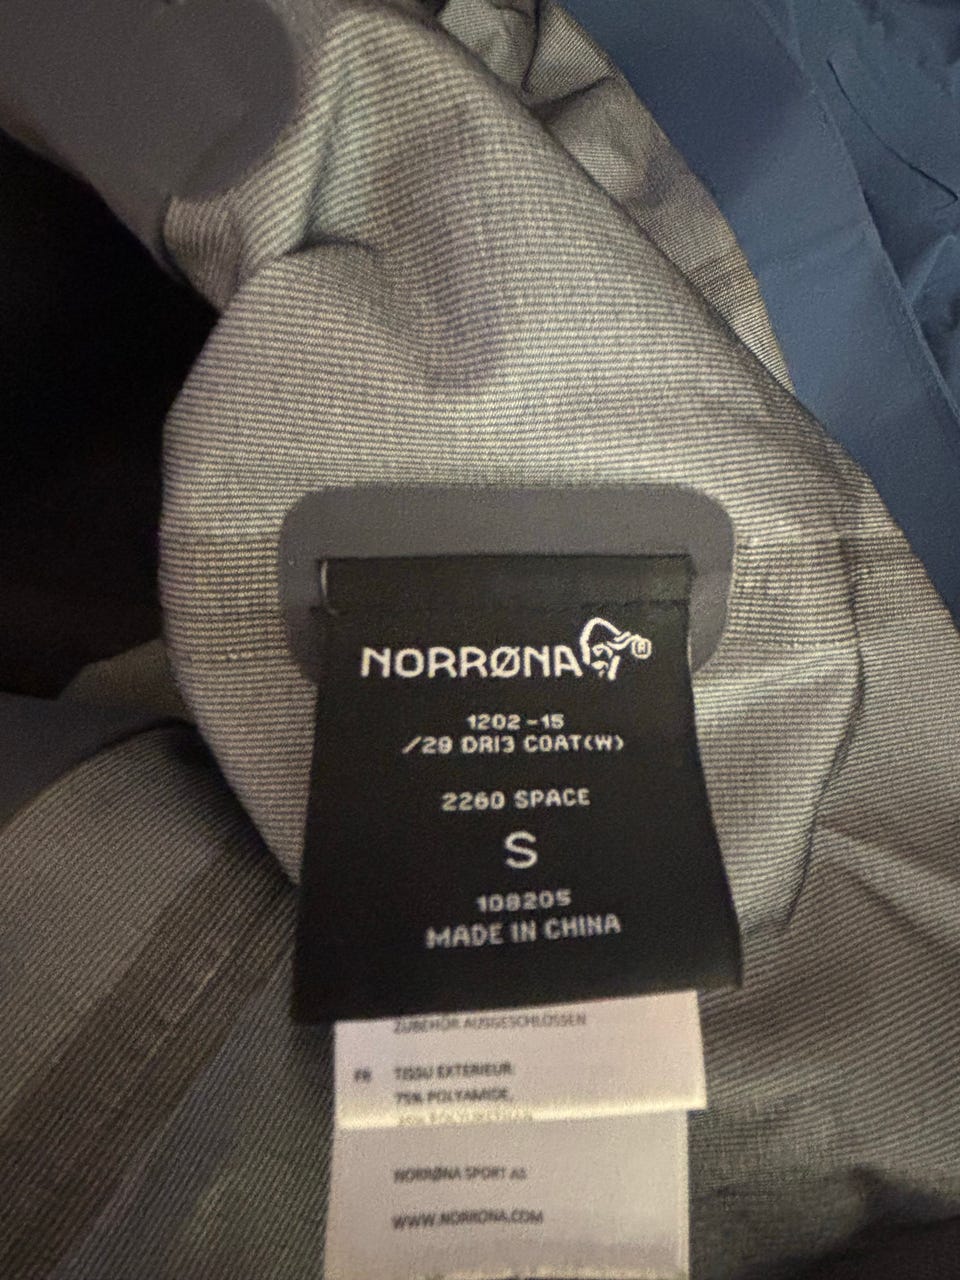 NORRØNA
1202-15
/29 DRI3 COAT(W)
2260 SPACE
S
108205
MADE IN CHINA
ZUBEHÖR AUSGESCHLOSSEN
FR TISSU EXTERIEUR:
75% POLYAMIDE,
NORRØNA SPORT AS
WWW.NORRONA.COM